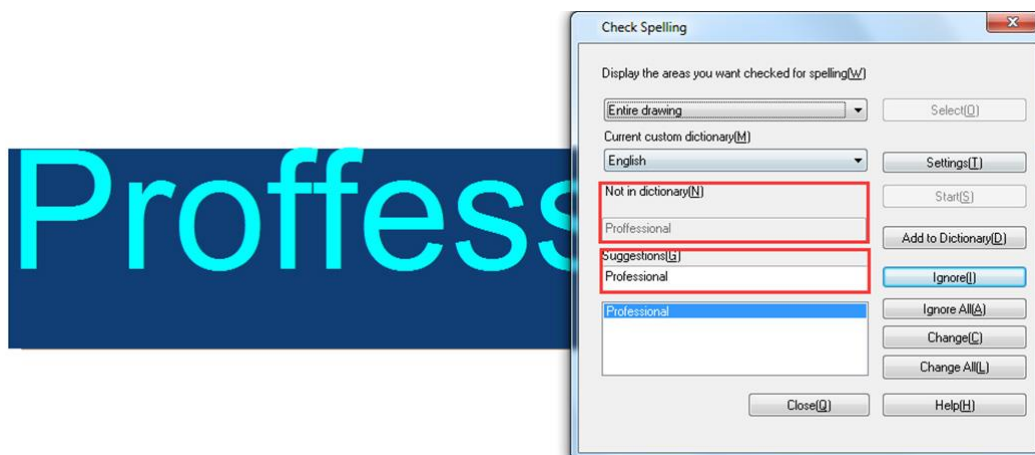 Proffess
Check Spelling
Display the areas you want checked for spelling(W)
Entire drawing
Select(O)
Current custom dictionary(M)
English
Settings(T)
Not in dictionary(N)
Start(S)
Proffessional
Add to Dictionary(D)
Suggestions(G)
Professional
Ignore(I)
Professional
Ignore All(A)
Change(C)
Change All(L)
Close(Q)
Help(H)